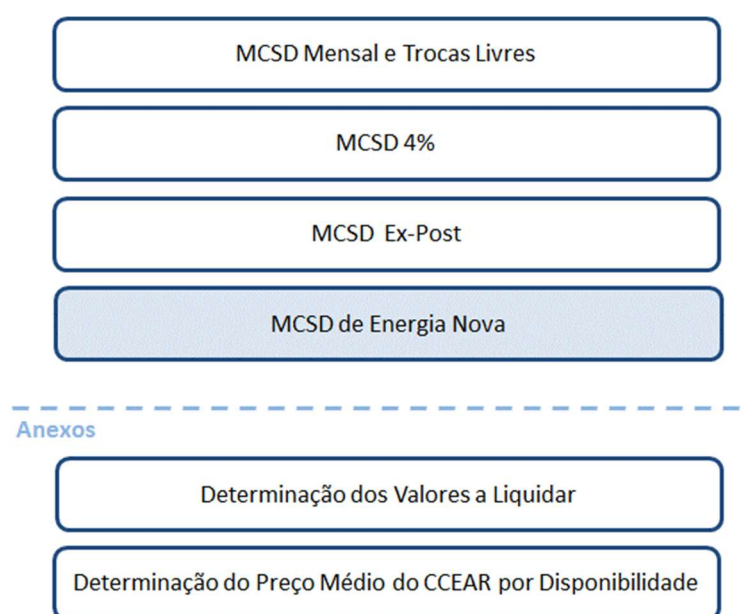 MCSD Mensal e Trocas Livres
MCSD 4%
MCSD Ex-Post
MCSD de Energia Nova
Anexos
Determinação dos Valores a Liquidar
Determinação do Preço Médio do CCEAR por Disponibilidade